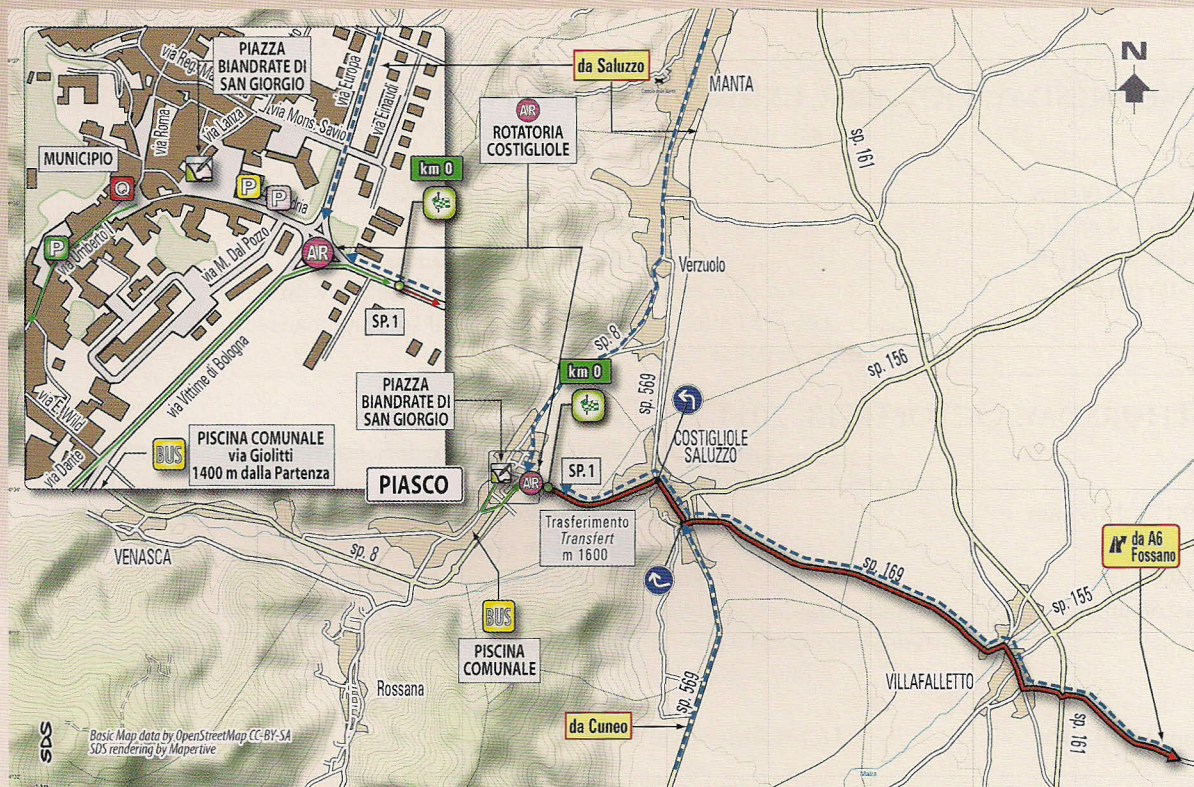 PIAZZA
BIANDRATE DI
SAN GIORGIO
via Roma
via Lanza
via Mons. Savio
via Europa
via Einaudi
MUNICIPIO
Q
P
P
P
via Umberto I
via M. Dal Pozzo
AR
km 0
SP. 1
via Vittime di Bologna
via E. Wild
via Dante
BUS
PISCINA COMUNALE
via Giolitti
1400 m dalla Partenza
PIASCO
da Saluzzo
AR
ROTATORIA
COSTIGLIOLE
MANTA
N
sp. 161
Verzuolo
sp. 8
sp. 569
sp. 156
km 0
PIAZZA
BIANDRATE DI
SAN GIORGIO
COSTIGLIOLE
SALUZZO
SP. 1
AR
Trasferimento
Transfert
m 1600
VENASCA
sp. 8
BUS
PISCINA
COMUNALE
Rossana
sp. 169
sp. 155
da A6
Fossano
VILLAFALLETTO
sp. 569
sp. 161
da Cuneo
SDS
Basic Map data by OpenStreetMap CC-BY-SA
SDS rendering by Mapertive